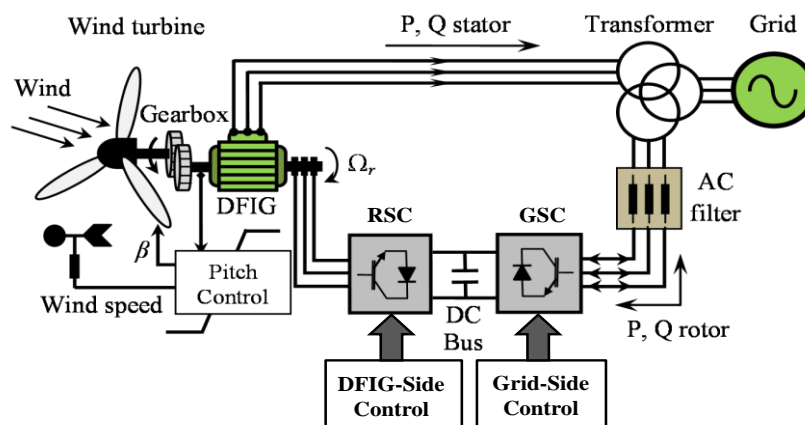 Wind turbine
P, Q stator
Transformer
Grid
Wind
Gearbox
Ω_r
DFIG
RSC
GSC
AC
filter
β
Pitch
Control
Wind speed
DC
Bus
P, Q rotor
DFIG-Side
Control
Grid-Side
Control